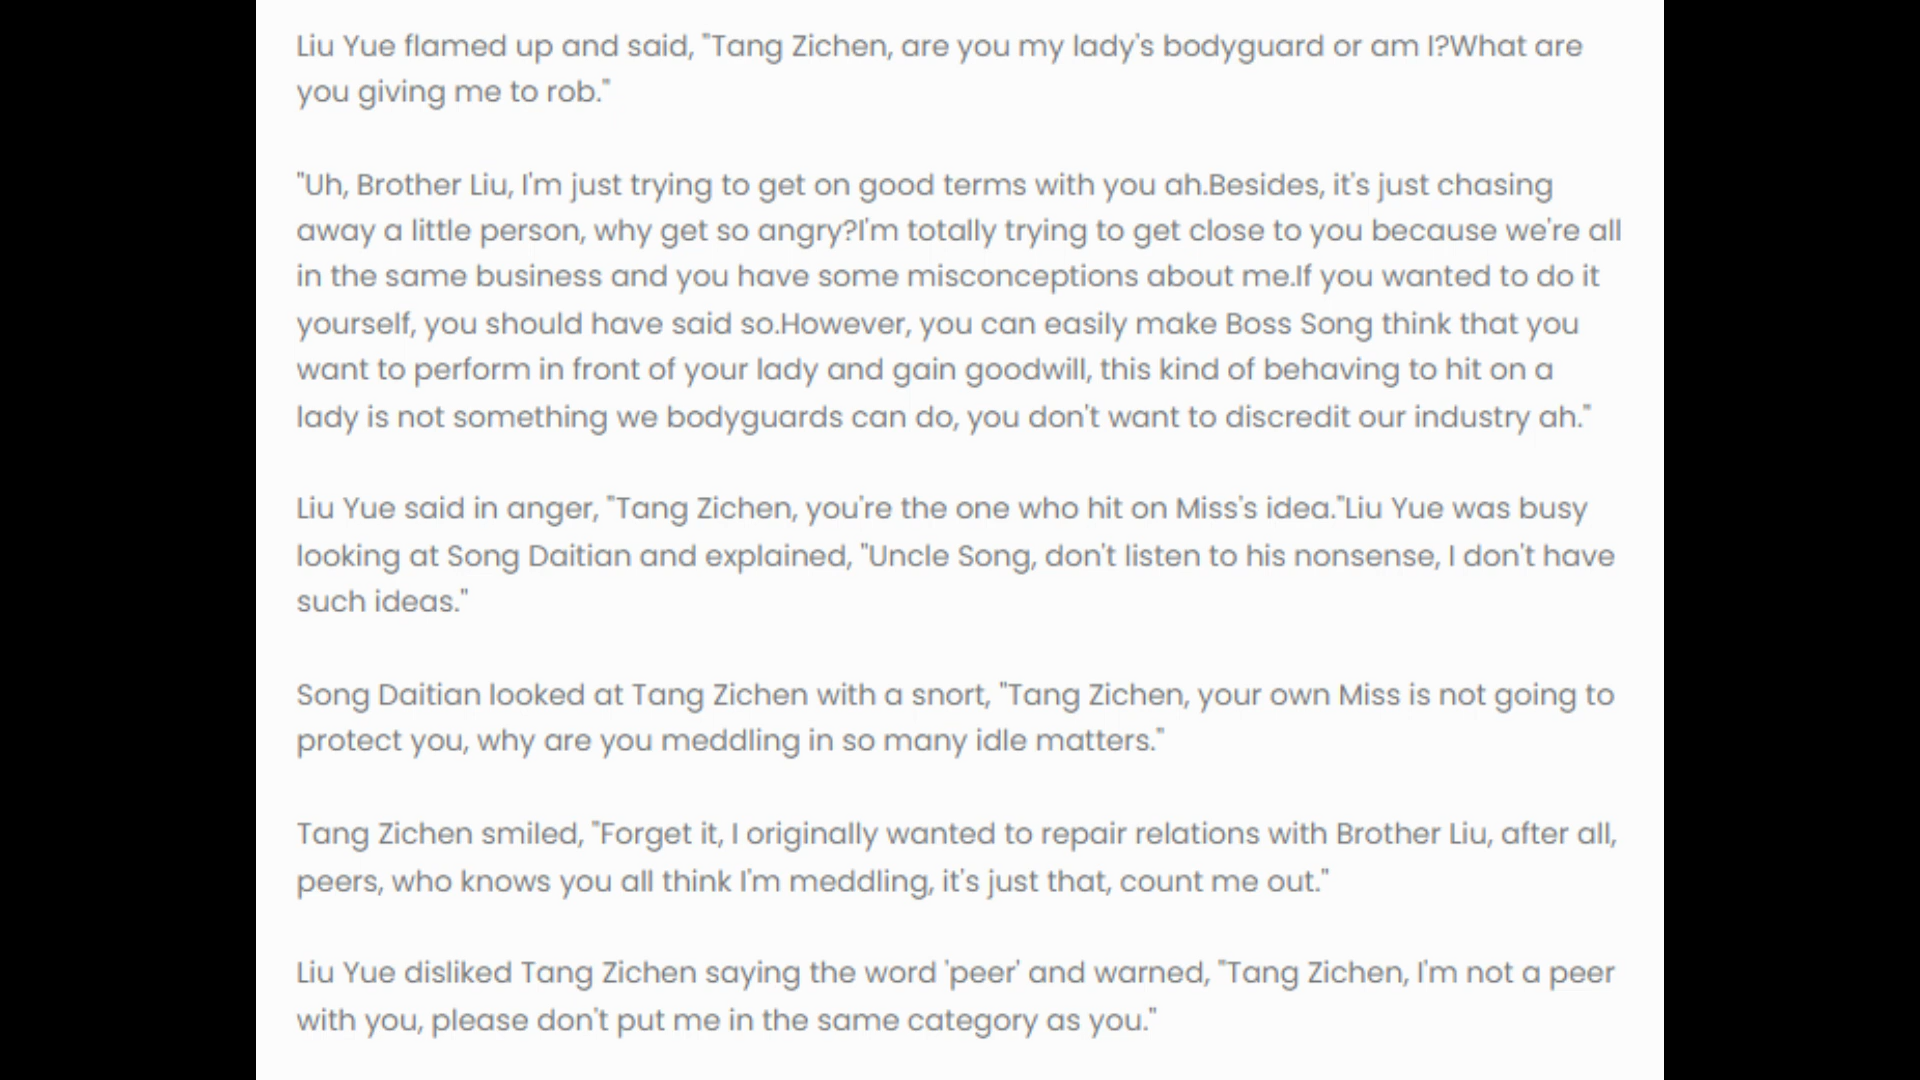 Liu Yue flamed up and said, "Tang Zichen, are you my lady's bodyguard or am I?What are
you giving me to rob."
"Uh, Brother Liu, I'm just trying to get on good terms with you ah.Besides, it's just chasing
away a little person, why get so angry?I'm totally trying to get close to you because we're all
in the same business and you have some misconceptions about me.If you wanted to do it
yourself, you should have said so.However, you can easily make Boss Song think that you
want to perform in front of your lady and gain goodwill, this kind of behaving to hit on a
lady is not something we bodyguards can do, you don't want to discredit our industry ah."
Liu Yue said in anger, "Tang Zichen, you're the one who hit on Miss's idea."Liu Yue was busy
looking at Song Daitian and explained, "Uncle Song, don't listen to his nonsense, I don't have
such ideas."
Song Daitian looked at Tang Zichen with a snort, "Tang Zichen, your own Miss is not going to
protect you, why are you meddling in so many idle matters."
Tang Zichen smiled, "Forget it, I originally wanted to repair relations with Brother Liu, after all,
peers, who knows you all think I'm meddling, it's just that, count me out."
Liu Yue disliked Tang Zichen saying the word 'peer' and warned, "Tang Zichen, I'm not a peer
with you, please don't put me in the same category as you."